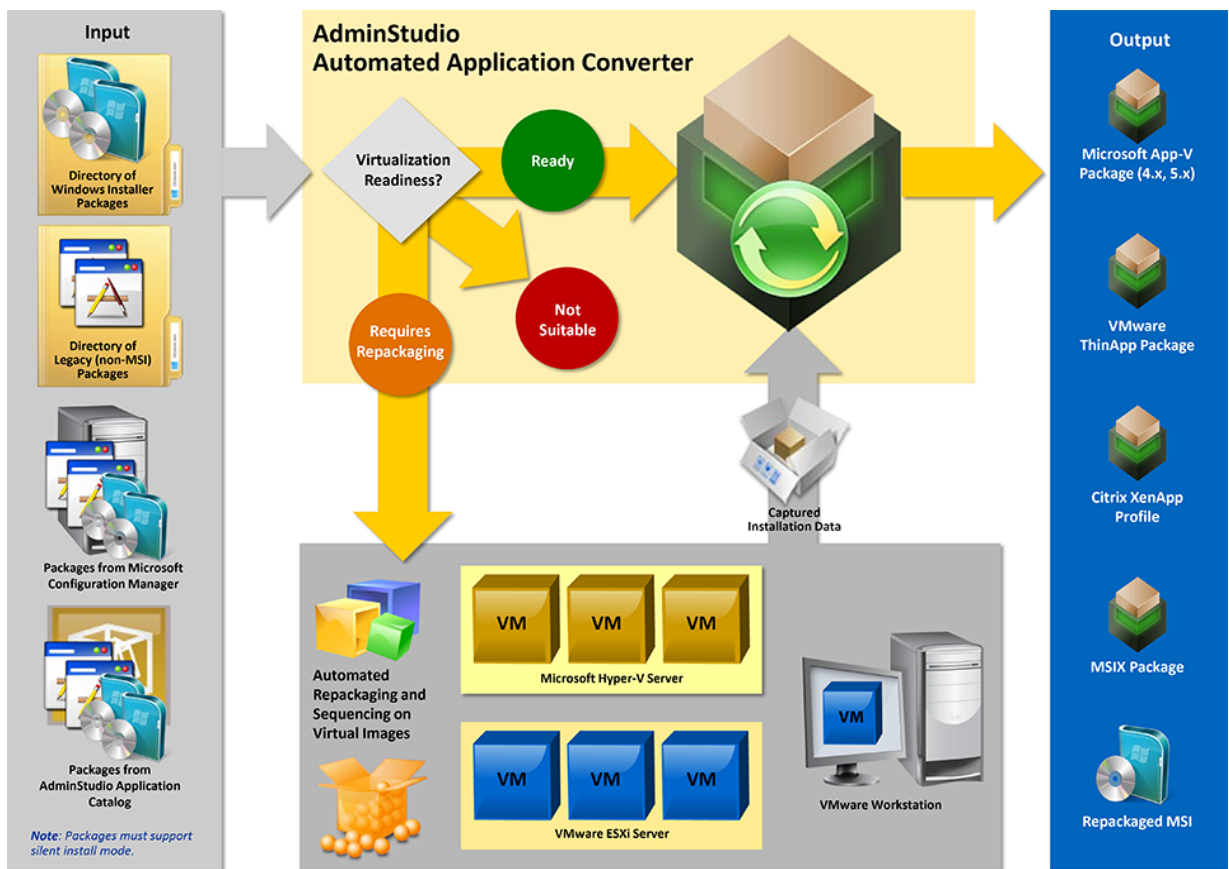 Input
Directory of
Windows Installer
Packages
Directory of
Legacy (non-MSI)
Packages
Packages from Microsoft
Configuration Manager
Packages from
AdminStudio Application
Catalog
Note: Packages must support
silent install mode.
AdminStudio
Automated Application Converter
Virtualization
Readiness?
Ready
Not
Suitable
Requires
Repackaging
Captured
Installation Data
Automated
Repackaging and
Sequencing on
Virtual Images
VM
VM
VM
Microsoft Hyper-V Server
VM
VM
VM
VMware ESXi Server
VM
VMware Workstation
Output
Microsoft App-V
Package (4.x, 5.x)
VMware
ThinApp Package
Citrix XenApp
Profile
MSIX Package
Repackaged MSI